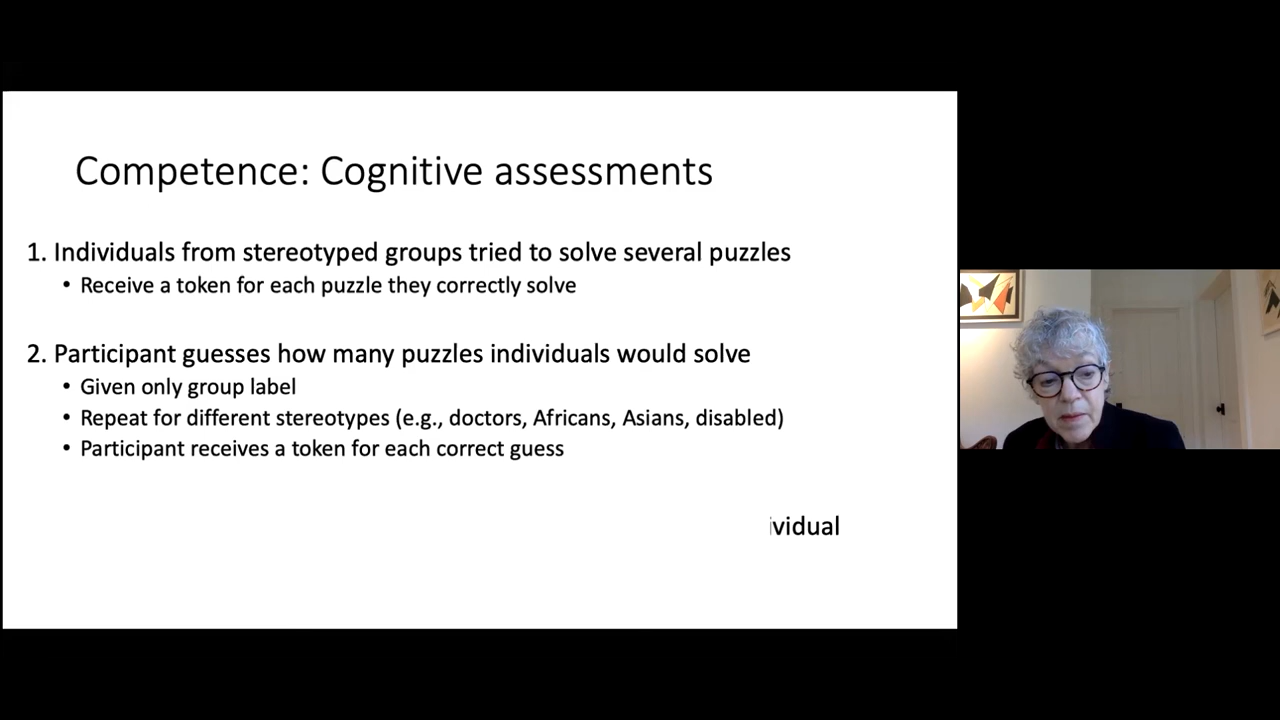 Competence: Cognitive assessments
1. Individuals from stereotyped groups tried to solve several puzzles
• Receive a token for each puzzle they correctly solve
2. Participant guesses how many puzzles individuals would solve
• Given only group label
• Repeat for different stereotypes (e.g., doctors, Africans, Asians, disabled)
• Participant receives a token for each correct guess
ividual